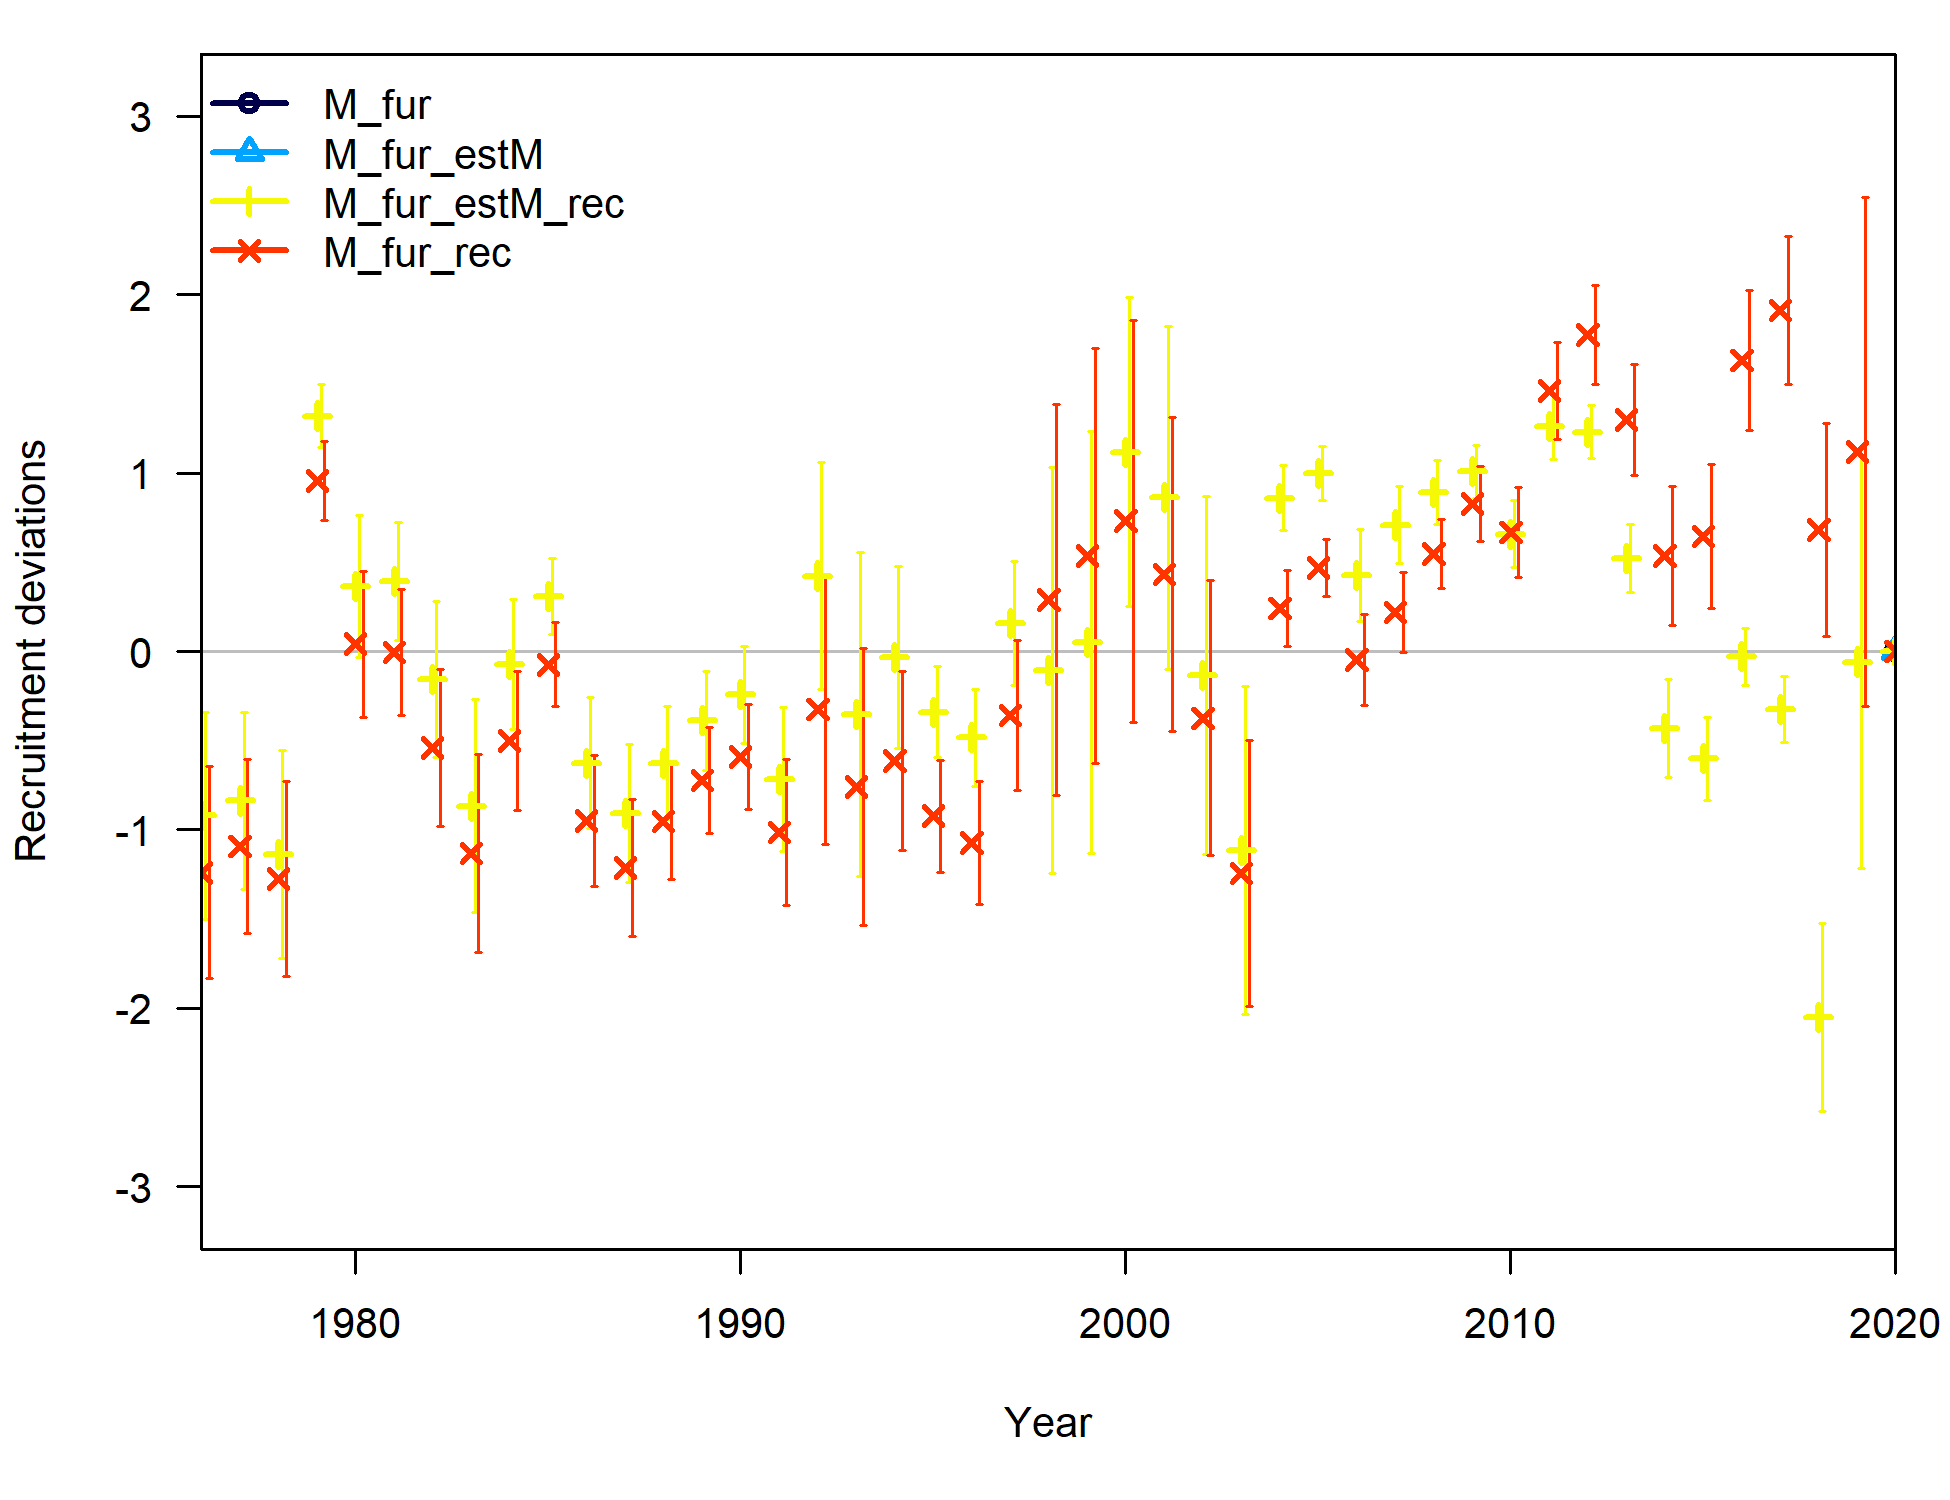 3
2
1
0
-1
-2
-3
Recruitment deviations
M_fur
M_fur_estM
M_fur_estM_rec
M_fur_rec
1980
1990
2000
2010
2020
Year